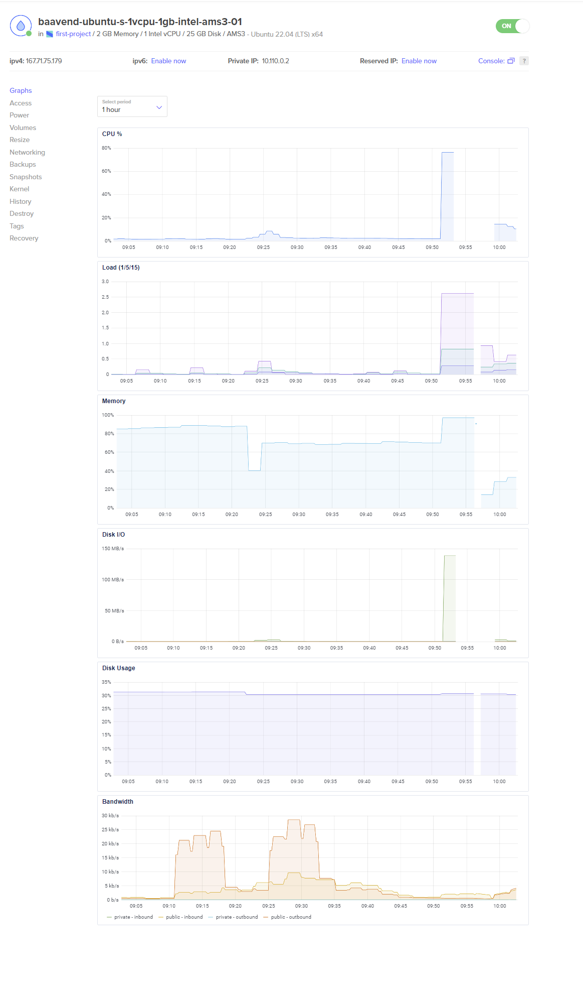 baavend-ubuntu-s-1vcpu-1gb-intel-ams3-01
in first-project / 2 GB Memory / 1 Intel vCPU / 25 GB Disk / AMS3 - Ubuntu 22.04 (LTS) x64
ON
ipv4: 167.71.75.179 ipv6: Enable now Private IP: 10.110.0.2 Reserved IP: Enable now Console: ?
Graphs
Access
Power
Volumes
Resize
Networking
Backups
Snapshots
Kernel
History
Destroy
Tags
Recovery
Select period
1 hour
CPU %
80%
60%
40%
20%
0%
09:05 09:10 09:15 09:20 09:25 09:30 09:35 09:40 09:45 09:50 09:55 10:00
Load (1/5/15)
3.0
2.5
2.0
1.5
1.0
0.5
0
09:05 09:10 09:15 09:20 09:25 09:30 09:35 09:40 09:45 09:50 09:55 10:00
Memory
100%
80%
60%
40%
20%
0%
09:05 09:10 09:15 09:20 09:25 09:30 09:35 09:40 09:45 09:50 09:55 10:00
Disk I/O
150 MB/s
100 MB/s
50 MB/s
0 B/s
09:05 09:10 09:15 09:20 09:25 09:30 09:35 09:40 09:45 09:50 09:55 10:00
Disk Usage
35%
30%
25%
20%
15%
10%
5%
0%
09:05 09:10 09:15 09:20 09:25 09:30 09:35 09:40 09:45 09:50 09:55 10:00
Bandwidth
30 kb/s
25 kb/s
20 kb/s
15 kb/s
10 kb/s
5 kb/s
0 b/s
09:05 09:10 09:15 09:20 09:25 09:30 09:35 09:40 09:45 09:50 09:55 10:00
private - inbound public - inbound private - outbound public - outbound